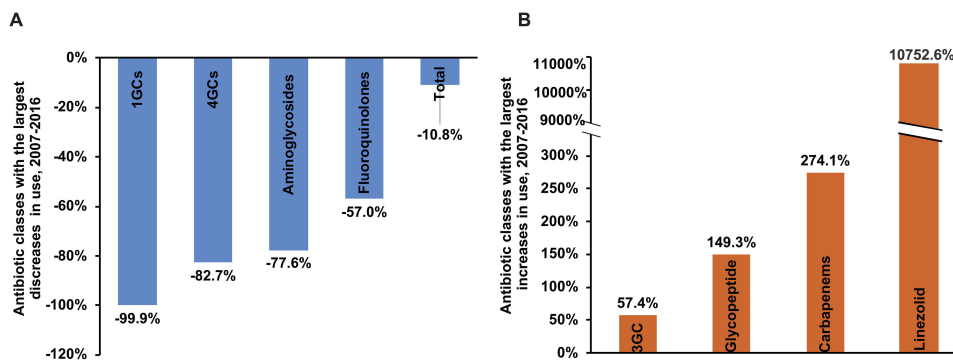 A
Antibiotic classes with the largest
discreases in use, 2007-2016
0%
-20%
-40%
-60%
-80%
-100%
-120%
1GCs
4GCs
Aminoglycosides
Fluoroquinolones
Total
-99.9%
-82.7%
-77.6%
-57.0%
-10.8%
B
Antibiotic classes with the largest
increases in use, 2007-2016
11000%
10000%
9000%
300%
250%
200%
150%
100%
50%
0%
57.4%
149.3%
274.1%
10752.6%
3GC
Glycopeptide
Carbapenems
Linezolid